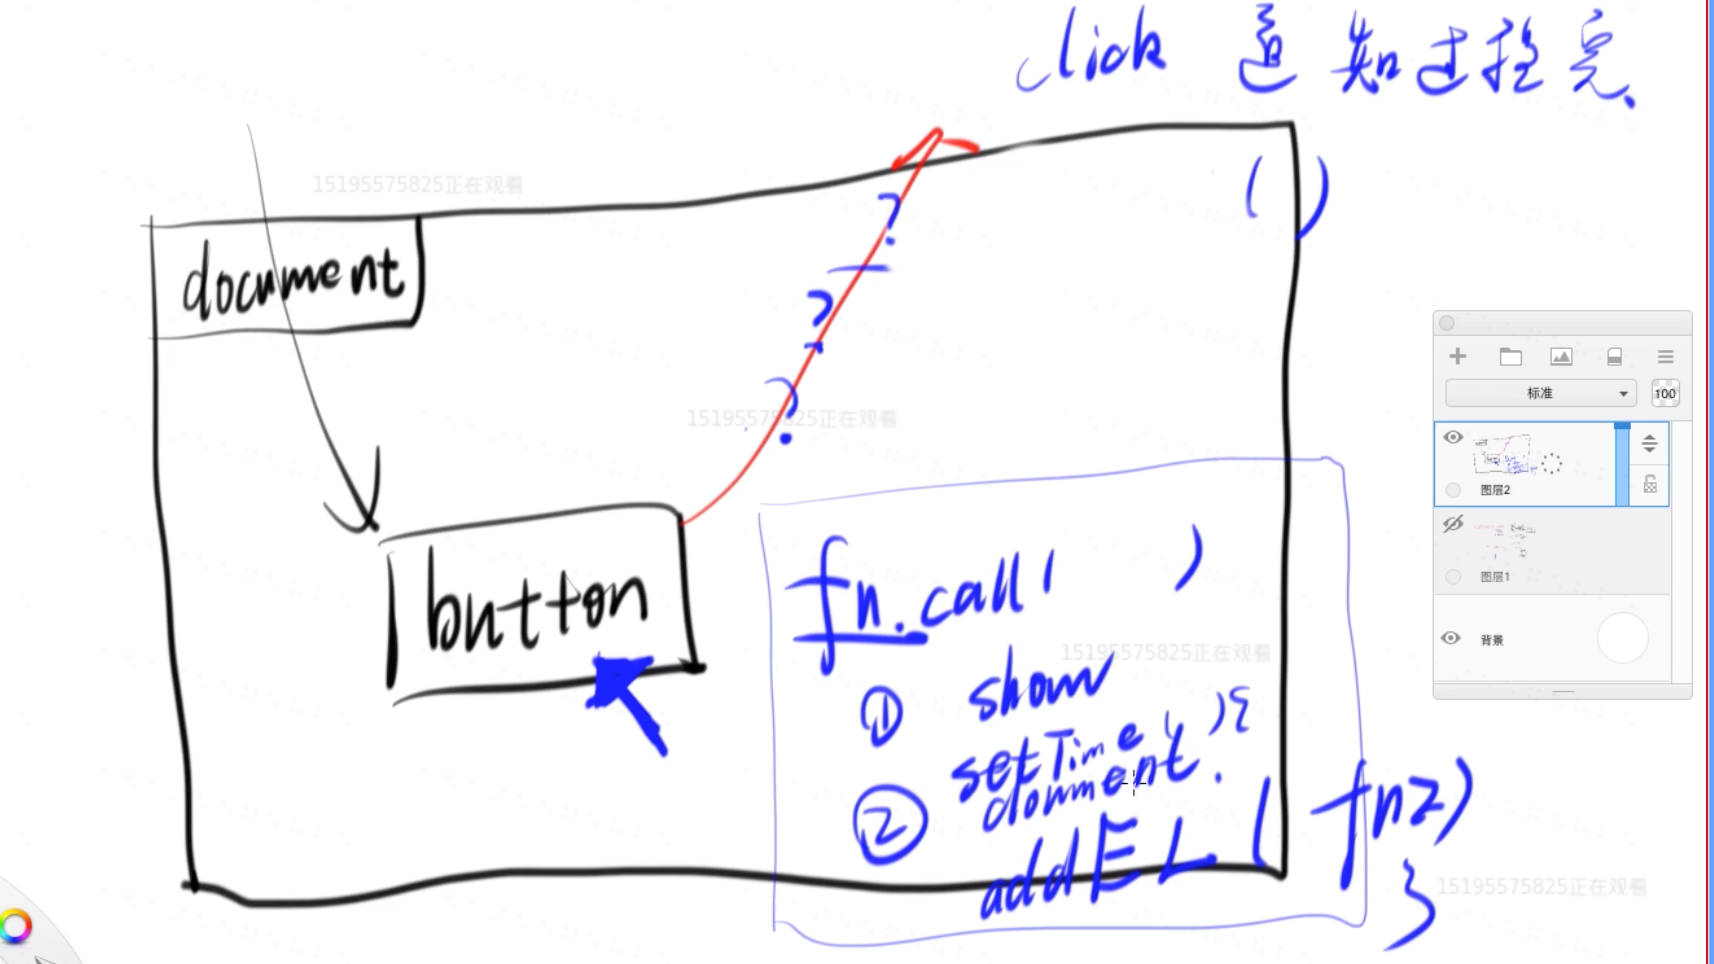 click 通知过程完
( )
15195575825正在观看
document
?
?
?
15195575825正在观看
标准
100
图层2
图层1
背景
button
fn.call( )
15195575825正在观看
① show
setTime( ){
② document.
addEL( fn2)
}
15195575825正在观看